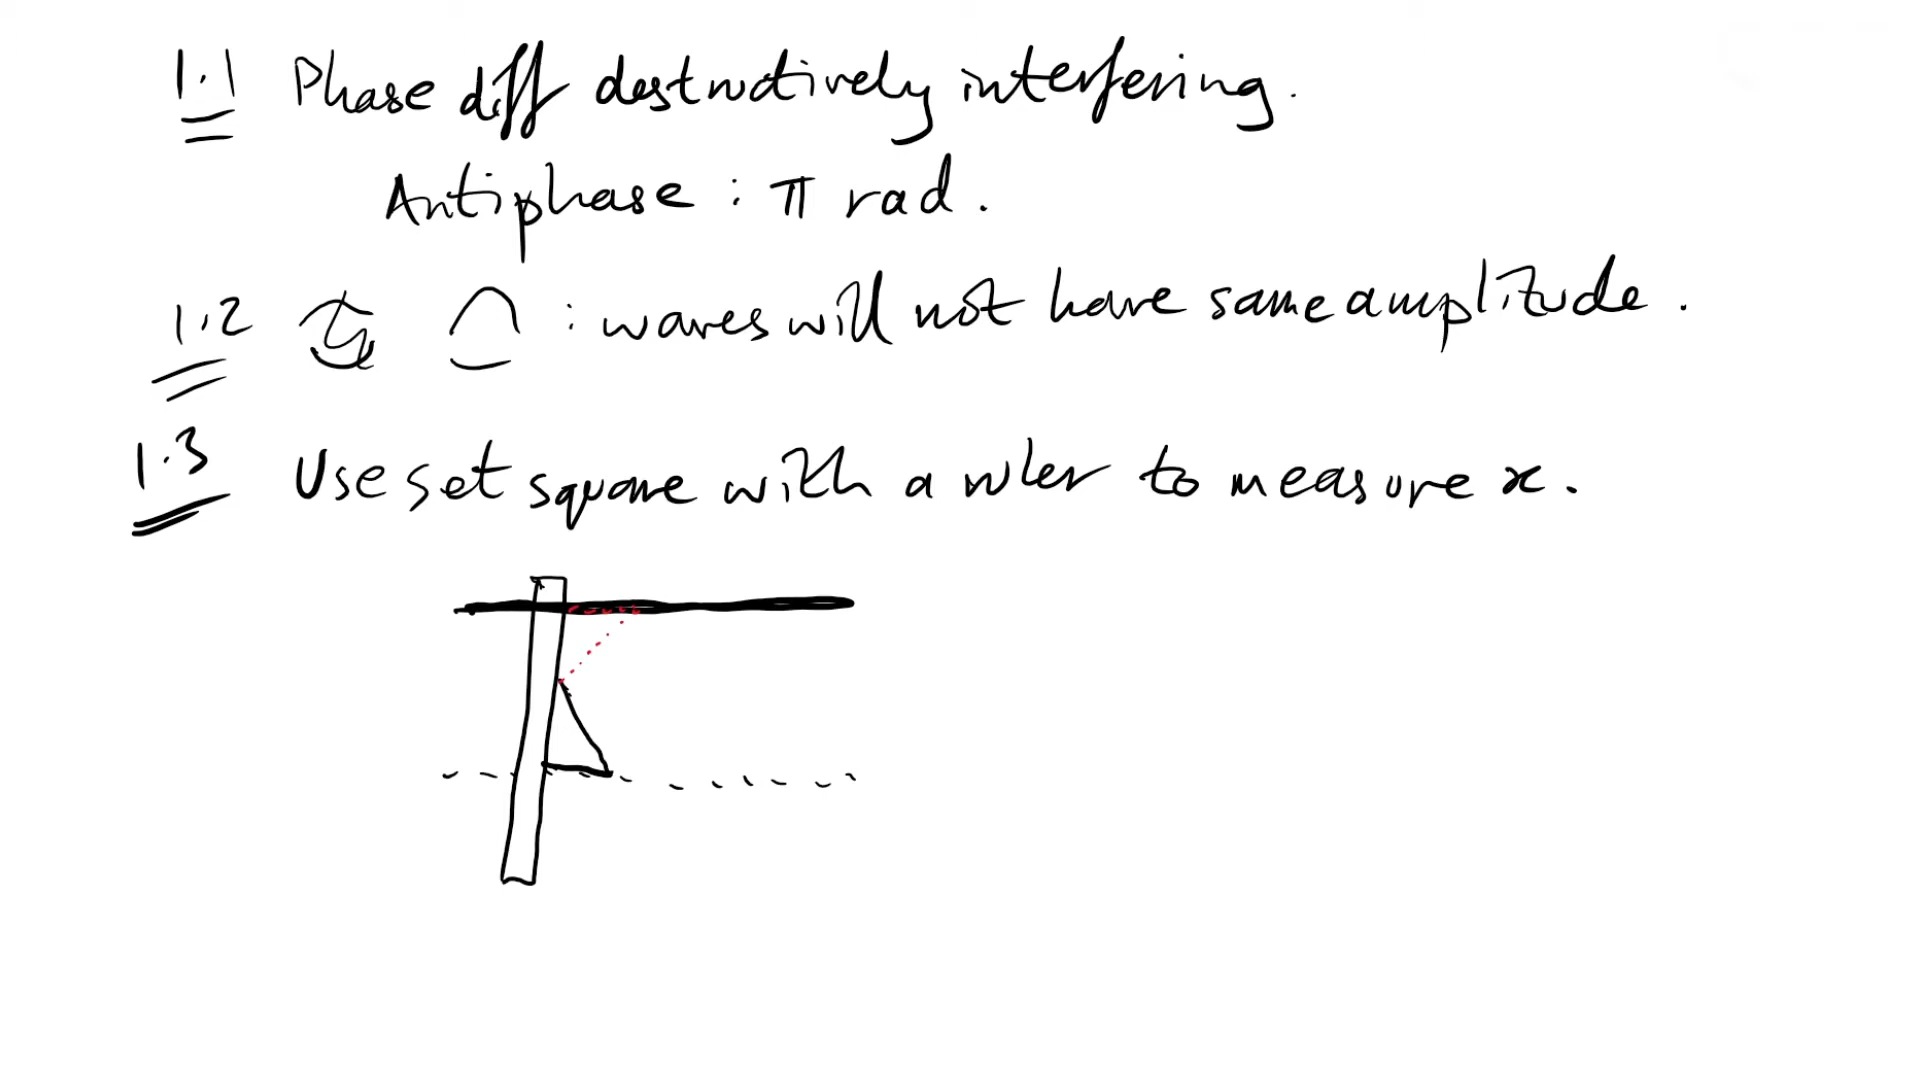 1.1 Phase diff destructively interfering.
Antiphase : π rad.
1.2 : waves will not have same amplitude.
1.3 Use set square with a ruler to measure x.